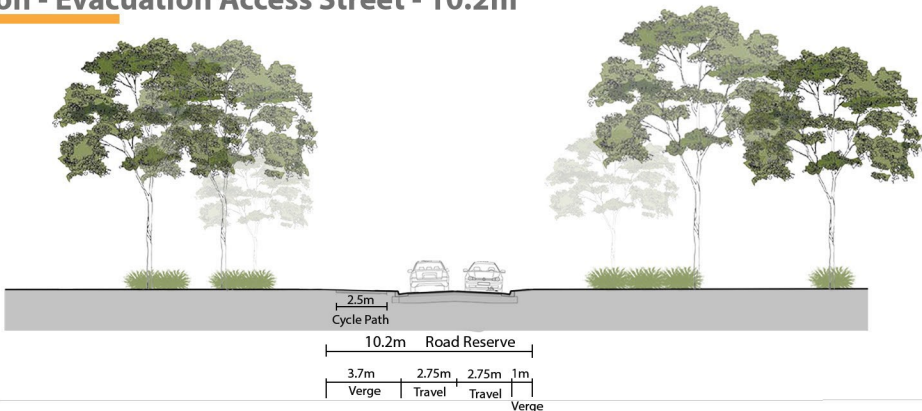 on - Evacuation Access Street - 10.2m
2.5m
Cycle Path
10.2m Road Reserve
3.7m 2.75m 2.75m 1m
Verge Travel Travel Verge